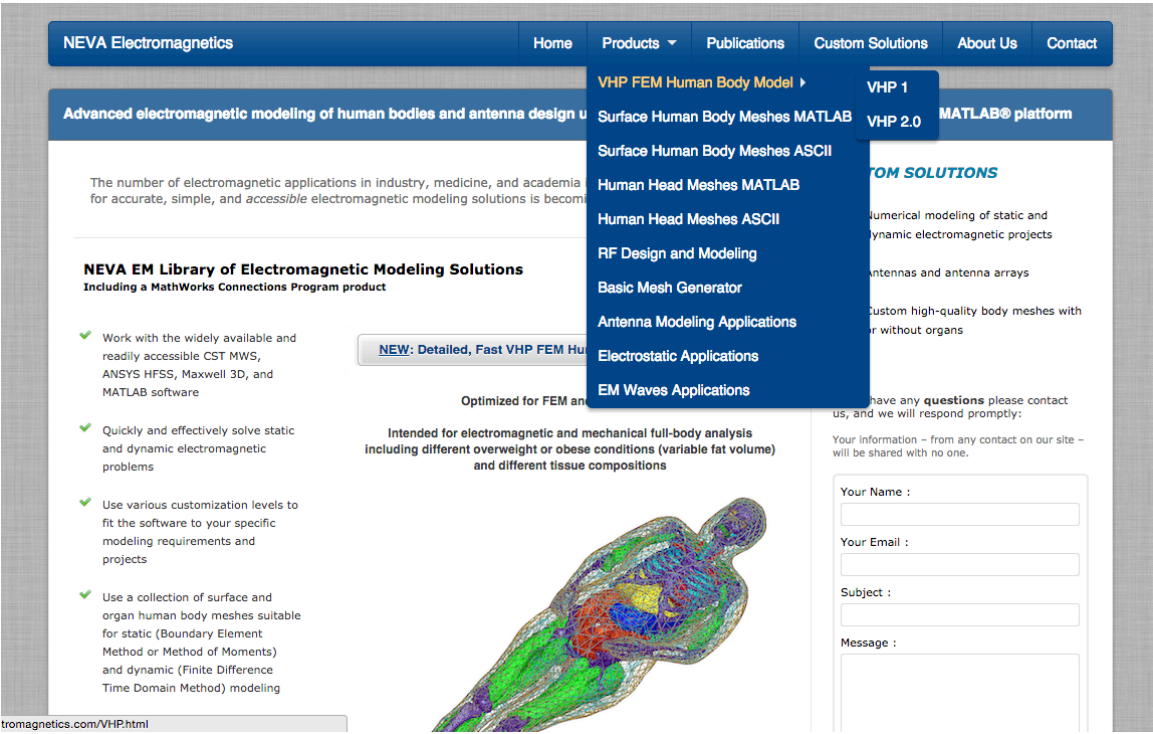 NEVA Electromagnetics
Home
Products
Publications
Custom Solutions
About Us
Contact
VHP FEM Human Body Model
VHP 1
VHP 2.0
Surface Human Body Meshes MATLAB
Surface Human Body Meshes ASCII
Human Head Meshes MATLAB
Human Head Meshes ASCII
RF Design and Modeling
Basic Mesh Generator
Antenna Modeling Applications
Electrostatic Applications
EM Waves Applications
Advanced electromagnetic modeling of human bodies and antenna design
MATLAB® platform
The number of electromagnetic applications in industry, medicine, and academia
for accurate, simple, and accessible electromagnetic modeling solutions is
NEVA EM Library of Electromagnetic Modeling Solutions
Including a MathWorks Connections Program product
Work with the widely available and
readily accessible CST MWS,
ANSYS HFSS, Maxwell 3D, and
MATLAB software
Quickly and effectively solve static
and dynamic electromagnetic
problems
Use various customization levels to
fit the software to your specific
modeling requirements and
projects
Use a collection of surface and
organ human body meshes suitable
for static (Boundary Element
Method or Method of Moments)
and dynamic (Finite Difference
Time Domain Method) modeling
NEW: Detailed, Fast VHP FEM
Optimized for FEM
Intended for electromagnetic and mechanical full-body analysis
including different overweight or obese conditions (variable fat volume)
and different tissue compositions
SOLUTIONS
modeling of static and
electromagnetic projects
and antenna arrays
high-quality body meshes with
without organs
have any questions please contact
us, and we will respond promptly:
Your information – from any contact on our site –
will be shared with no one.
Your Name :
Your Email :
Subject :
Message :
tromagnetics.com/VHP.html